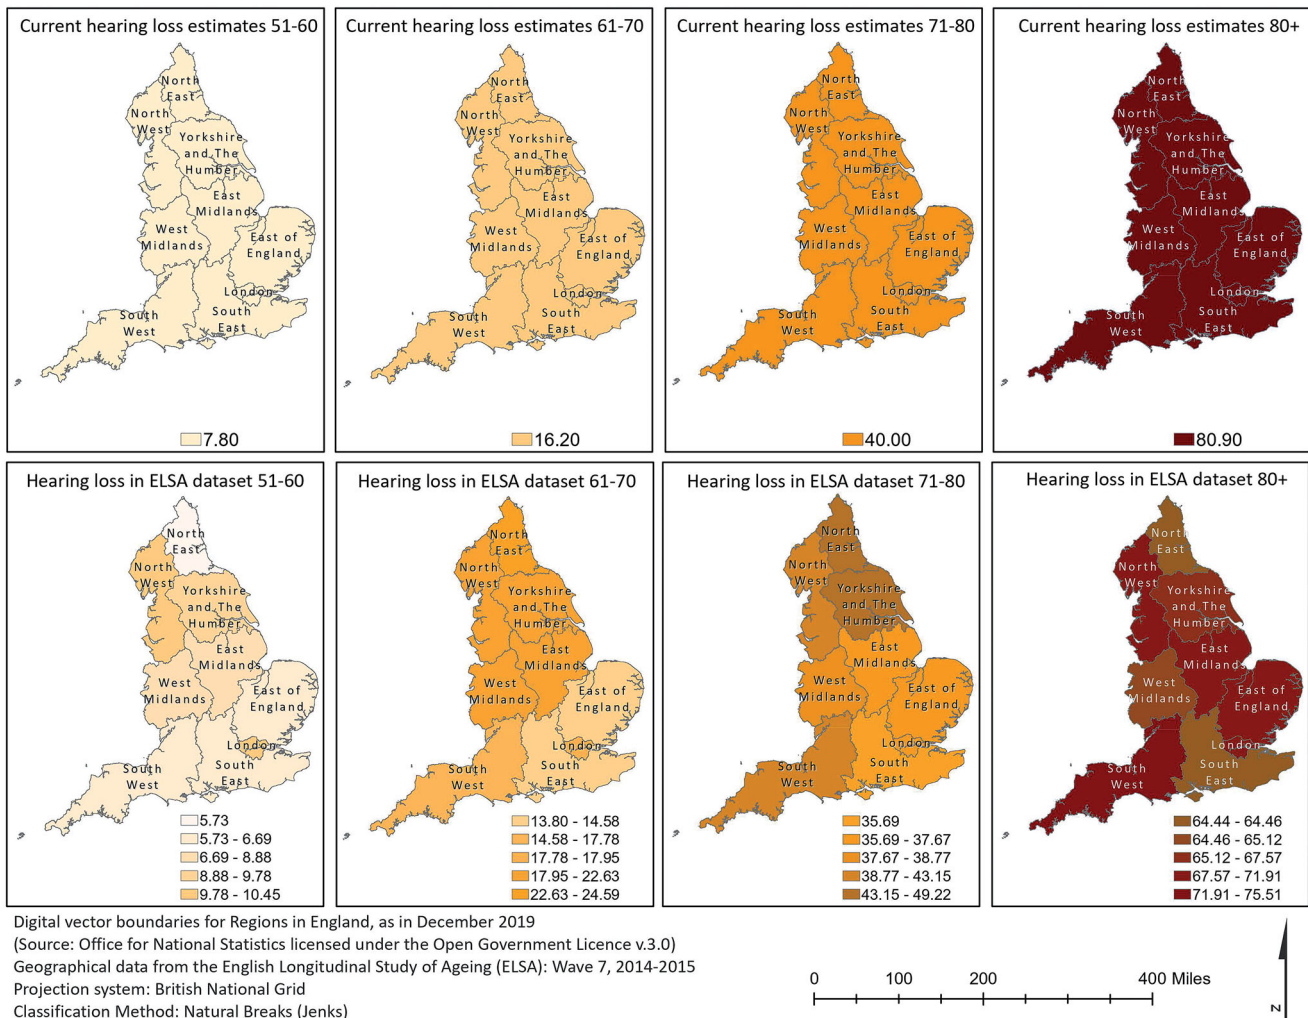 Current hearing loss estimates 51-60
North
East
North
West
Yorkshire
and The
Humber
East
Midlands
West
Midlands
East of
England
London
South
West
South
East
7.80
Current hearing loss estimates 61-70
North
East
North
West
Yorkshire
and The
Humber
East
Midlands
West
Midlands
East of
England
London
South
West
South
East
16.20
Current hearing loss estimates 71-80
North
East
North
West
Yorkshire
and The
Humber
East
Midlands
West
Midlands
East of
England
London
South
West
South
East
40.00
Current hearing loss estimates 80+
North
East
North
West
Yorkshire
and The
Humber
East
Midlands
West
Midlands
East of
England
London
South
West
South
East
80.90
Hearing loss in ELSA dataset 51-60
North
East
North
West
Yorkshire
and The
Humber
East
Midlands
West
Midlands
East of
England
London
South
West
South
East
5.73
5.73 - 6.69
6.69 - 8.88
8.88 - 9.78
9.78 - 10.45
Hearing loss in ELSA dataset 61-70
North
East
North
West
Yorkshire
and The
Humber
East
Midlands
West
Midlands
East of
England
London
South
West
South
East
13.80 - 14.58
14.58 - 17.78
17.78 - 17.95
17.95 - 22.63
22.63 - 24.59
Hearing loss in ELSA dataset 71-80
North
East
North
West
Yorkshire
and The
Humber
East
Midlands
West
Midlands
East of
England
London
South
West
South
East
35.69
35.69 - 37.67
37.67 - 38.77
38.77 - 43.15
43.15 - 49.22
Hearing loss in ELSA dataset 80+
North
East
North
West
Yorkshire
and The
Humber
East
Midlands
West
Midlands
East of
England
London
South
West
South
East
64.44 - 64.46
64.46 - 65.12
65.12 - 67.57
67.57 - 71.91
71.91 - 75.51
Digital vector boundaries for Regions in England, as in December 2019
(Source: Office for National Statistics licensed under the Open Government Licence v.3.0)
Geographical data from the English Longitudinal Study of Ageing (ELSA): Wave 7, 2014-2015
Projection system: British National Grid
Classification Method: Natural Breaks (Jenks)
0 100 200 400 Miles
N